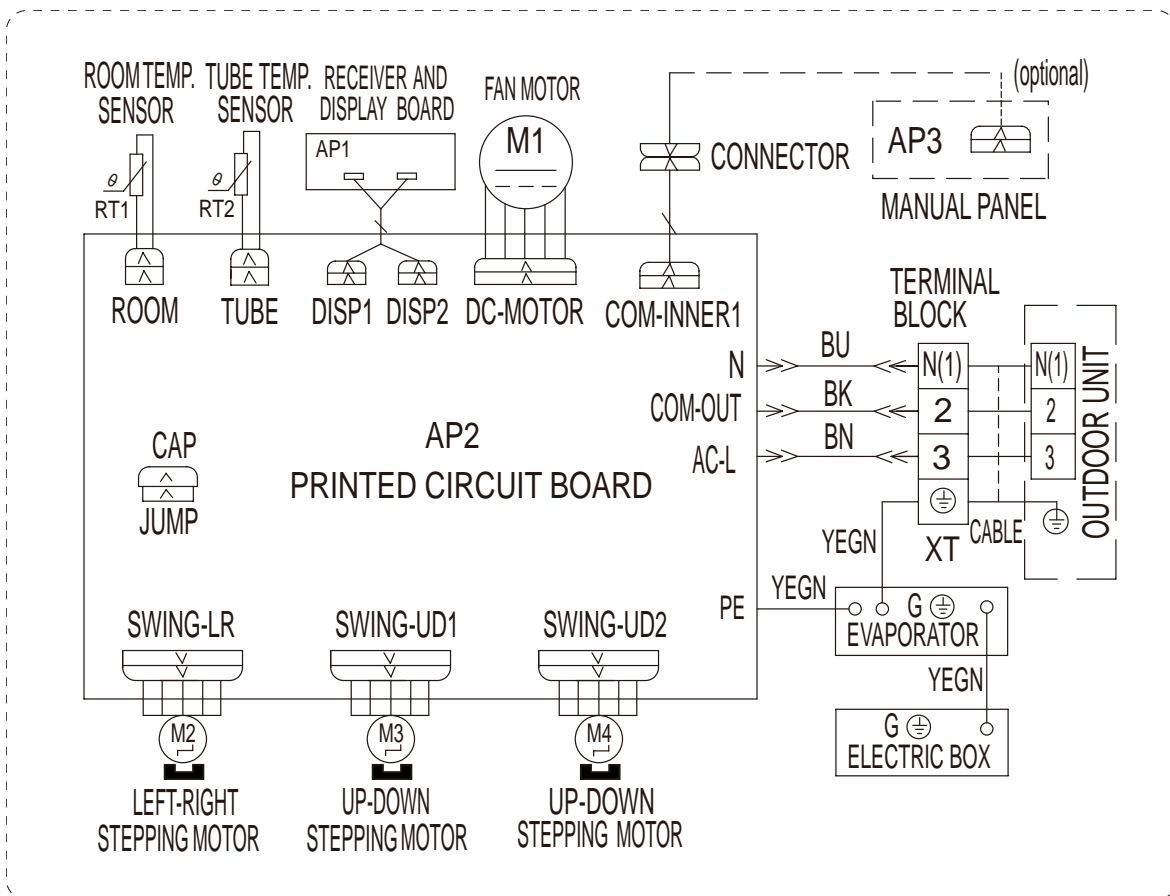 ROOM TEMP.
SENSOR
TUBE TEMP.
SENSOR
RECEIVER AND
DISPLAY BOARD
FAN MOTOR
(optional)
AP1
M1
CONNECTOR
AP3
MANUAL PANEL
θ
RT1
θ
RT2
ROOM
TUBE
DISP1
DISP2
DC-MOTOR
COM-INNER1
TERMINAL
BLOCK
N
BU
N(1)
N(1)
COM-OUT
BK
2
2
AC-L
BN
3
3
OUTDOOR UNIT
AP2
PRINTED CIRCUIT BOARD
CAP
JUMP
YEGN
XT
CABLE
PE
YEGN
G
EVAPORATOR
YEGN
G
ELECTRIC BOX
SWING-LR
SWING-UD1
SWING-UD2
M2
M3
M4
LEFT-RIGHT
STEPPING MOTOR
UP-DOWN
STEPPING MOTOR
UP-DOWN
STEPPING MOTOR